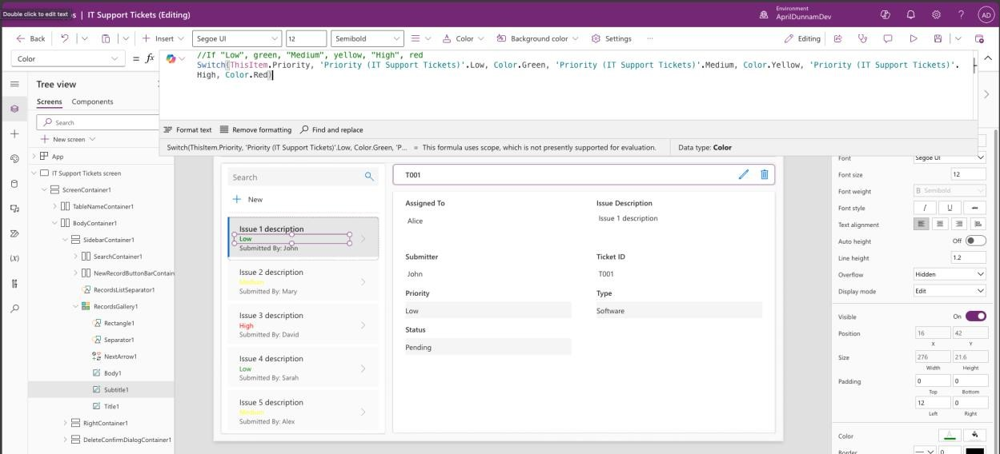 Double click to edit text
s | IT Support Tickets (Editing)
Environment
AprilDunnamDev
AD
Back
Insert
Segoe UI
12
Semibold
Color
Background color
Settings
...
Editing
Color
= fx
//If "Low", green, "Medium", yellow, "High", red
Switch(ThisItem.Priority, 'Priority (IT Support Tickets)'.Low, Color.Green, 'Priority (IT Support Tickets)'.Medium, Color.Yellow, 'Priority (IT Support Tickets)'.
High, Color.Red)
Format text
Remove formatting
Find and replace
Switch(ThisItem.Priority, 'Priority (IT Support Tickets)'.Low, Color.Green, 'P... = This formula uses scope, which is not presently supported for evaluation.
Data type: Color
Tree view
Screens
Components
Search
New screen
App
IT Support Tickets screen
ScreenContainer1
TableNameContainer1
BodyContainer1
SidebarContainer1
SearchContainer1
NewRecordButtonBarContain
RecordsListSeparator1
RecordsGallery1
Rectangle1
Separator1
NextArrow1
Body1
Subtitle1
Title1
RightContainer1
DeleteConfirmDialogContainer1
Search
New
Issue 1 description
Low
Submitted By: John
Issue 2 description
Medium
Submitted By: Mary
Issue 3 description
High
Submitted By: David
Issue 4 description
Low
Submitted By: Sarah
Issue 5 description
Medium
Submitted By: Alex
T001
Assigned To
Alice
Issue Description
Issue 1 description
Submitter
John
Ticket ID
T001
Priority
Low
Type
Software
Status
Pending
Font
Segoe UI
Font size
12
Font weight
B Semibold
Font style
Text alignment
Auto height
Off
Line height
1.2
Overflow
Hidden
Display mode
Edit
Visible
On
Position
16
42
X
Y
Size
276
21.6
Width
Height
Padding
0
0
Top
Bottom
12
0
Left
Right
Color
Border
0